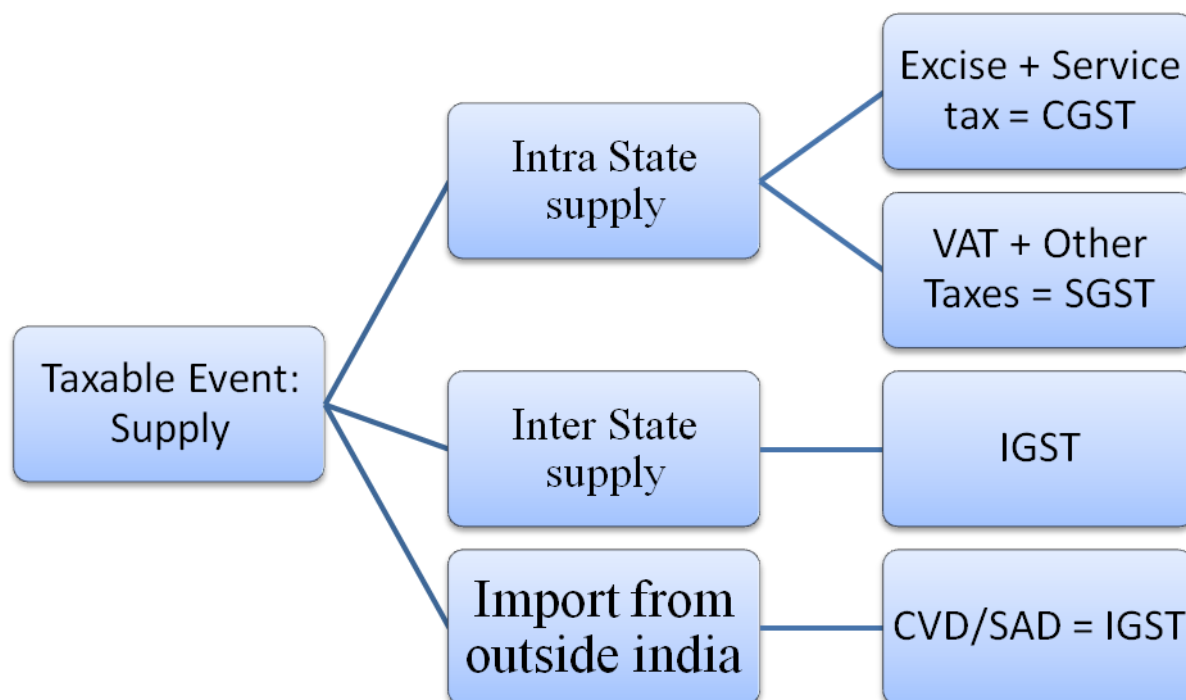 Taxable Event:
Supply
Intra State
supply
Excise + Service
tax = CGST
VAT + Other
Taxes = SGST
Inter State
supply
IGST
Import from
outside india
CVD/SAD = IGST